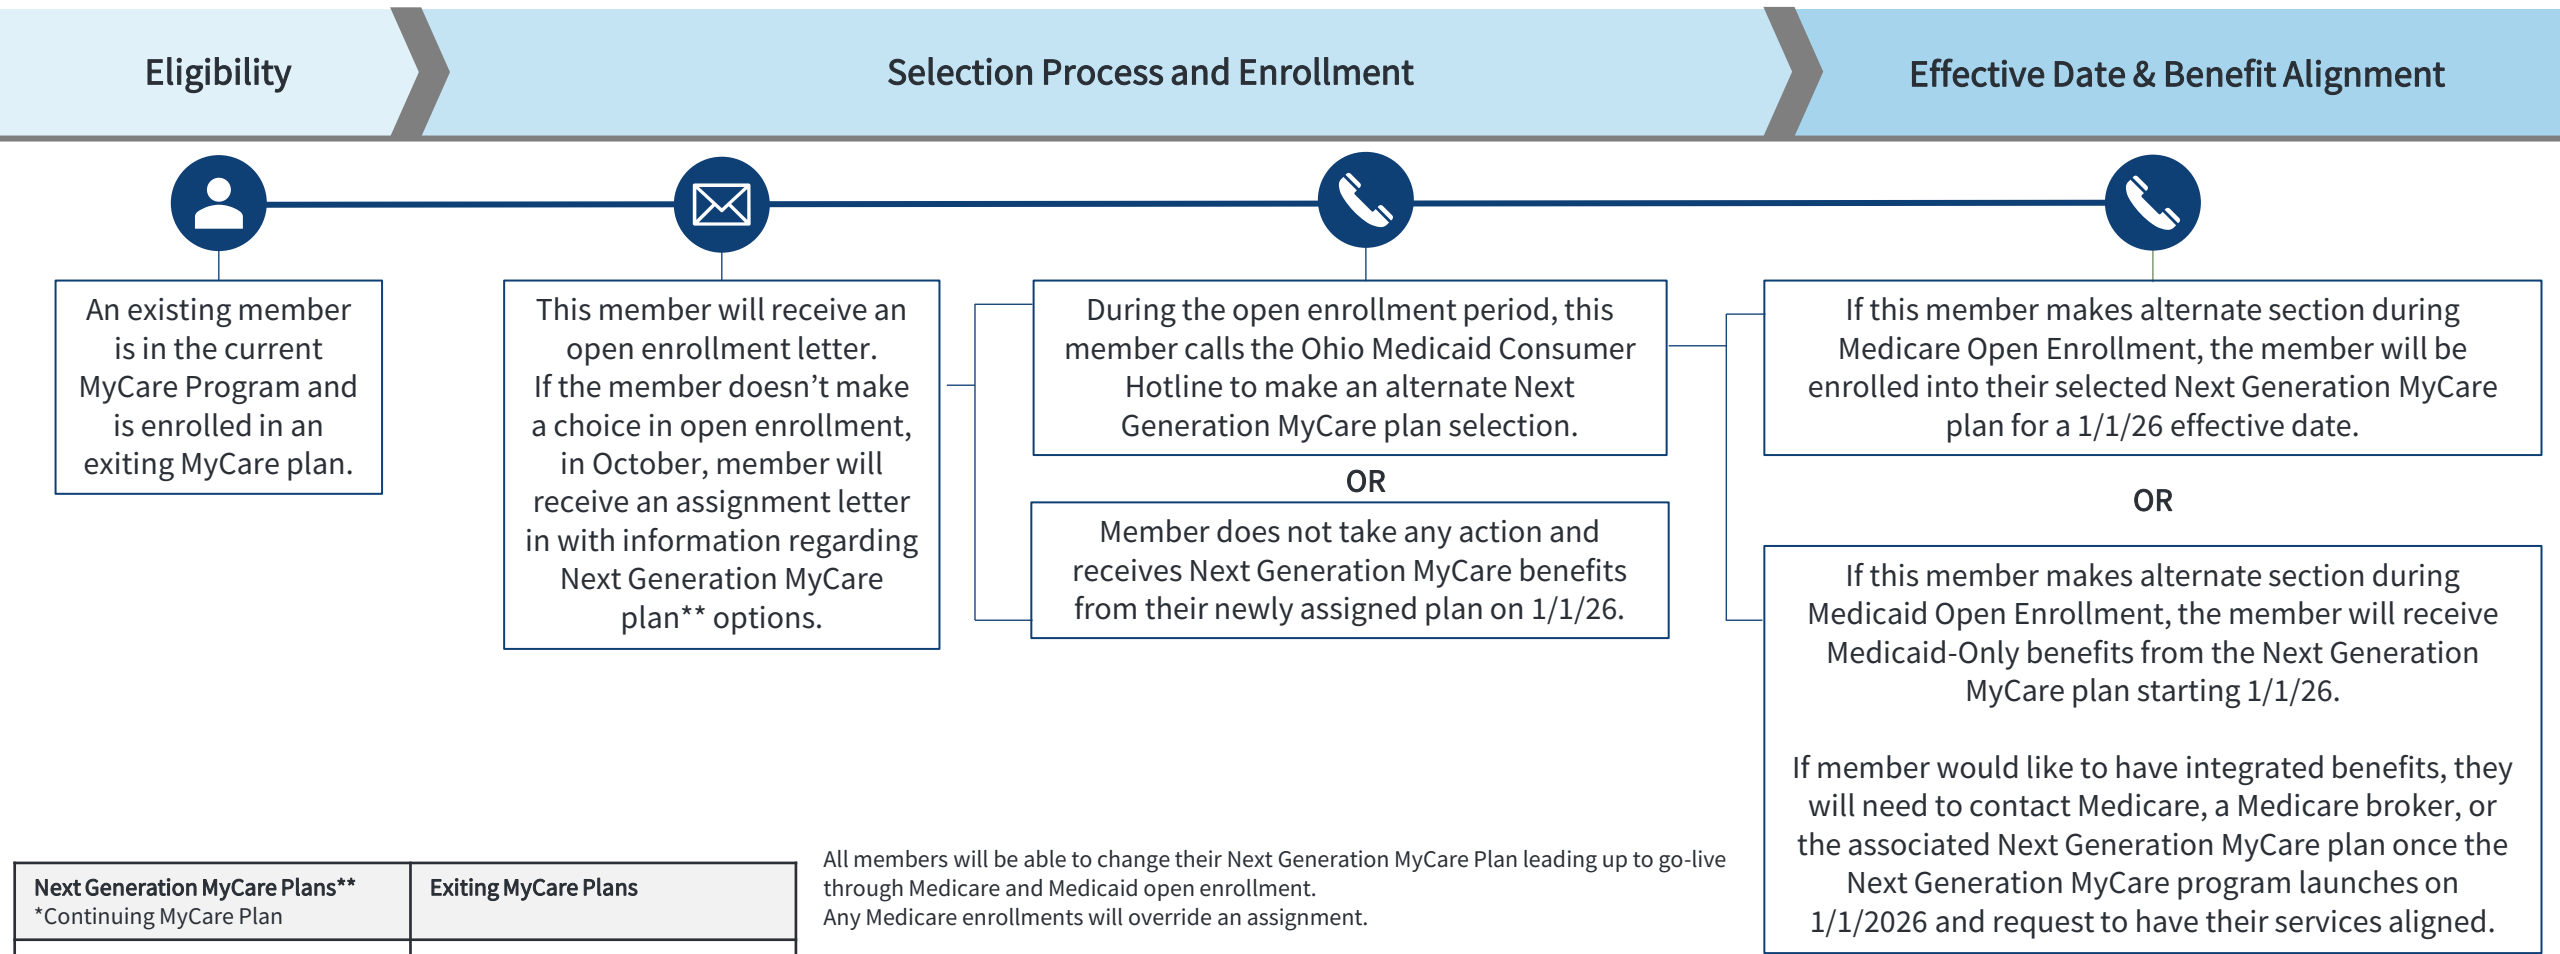 Eligibility
Selection Process and Enrollment
Effective Date & Benefit Alignment
An existing member
is in the current
MyCare Program and
is enrolled in an
exiting MyCare plan.
This member will receive an
open enrollment letter.
If the member doesn’t make
a choice in open enrollment,
in October, member will
receive an assignment letter
in with information regarding
Next Generation MyCare
plan** options.
During the open enrollment period, this
member calls the Ohio Medicaid Consumer
Hotline to make an alternate Next
Generation MyCare plan selection.
OR
Member does not take any action and
receives Next Generation MyCare benefits
from their newly assigned plan on 1/1/26.
If this member makes alternate section during
Medicare Open Enrollment, the member will be
enrolled into their selected Next Generation MyCare
plan for a 1/1/26 effective date.
OR
If this member makes alternate section during
Medicaid Open Enrollment, the member will receive
Medicaid-Only benefits from the Next Generation
MyCare plan starting 1/1/26.
If member would like to have integrated benefits, they
will need to contact Medicare, a Medicare broker, or
the associated Next Generation MyCare plan once the
Next Generation MyCare program launches on
1/1/2026 and request to have their services aligned.
Next Generation MyCare Plans**
*Continuing MyCare Plan
Exiting MyCare Plans
All members will be able to change their Next Generation MyCare Plan leading up to go-live
through Medicare and Medicaid open enrollment.
Any Medicare enrollments will override an assignment.